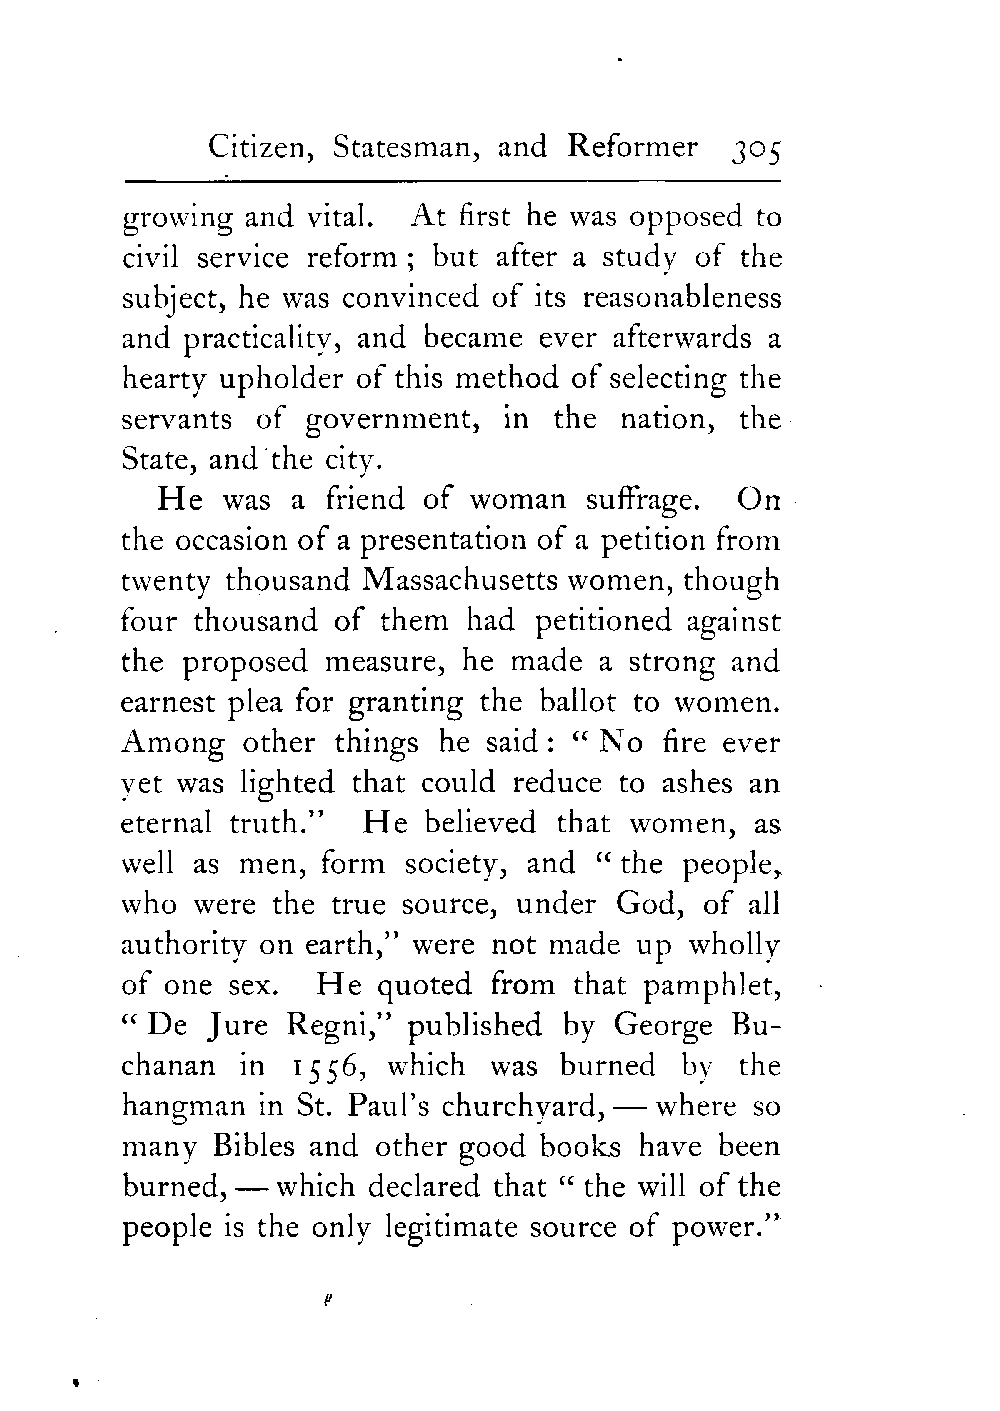 Citizen, Statesman, and Reformer 305
growing and vital. At first he was opposed to
civil service reform ; but after a study of the
subject, he was convinced of its reasonableness
and practicality, and became ever afterwards a
hearty upholder of this method of selecting the
servants of government, in the nation, the
State, and the city.
He was a friend of woman suffrage. On
the occasion of a presentation of a petition from
twenty thousand Massachusetts women, though
four thousand of them had petitioned against
the proposed measure, he made a strong and
earnest plea for granting the ballot to women.
Among other things he said : “ No fire ever
yet was lighted that could reduce to ashes an
eternal truth.” He believed that women, as
well as men, form society, and “ the people,
who were the true source, under God, of all
authority on earth,” were not made up wholly
of one sex. He quoted from that pamphlet,
“ De Jure Regni,” published by George Bu-
chanan in 1556, which was burned by the
hangman in St. Paul’s churchyard, — where so
many Bibles and other good books have been
burned, — which declared that “ the will of the
people is the only legitimate source of power.”